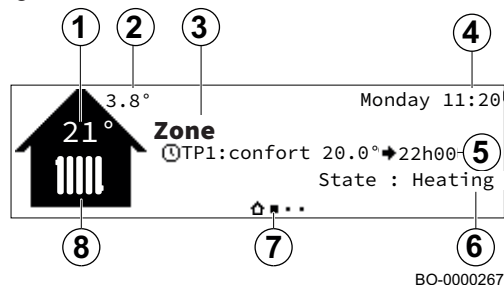 1 2 3 4
3.8° Monday 11:20
21° Zone
TP1:confort 20.0°➔22h00 5
State : Heating
8 7 6
BO-0000267